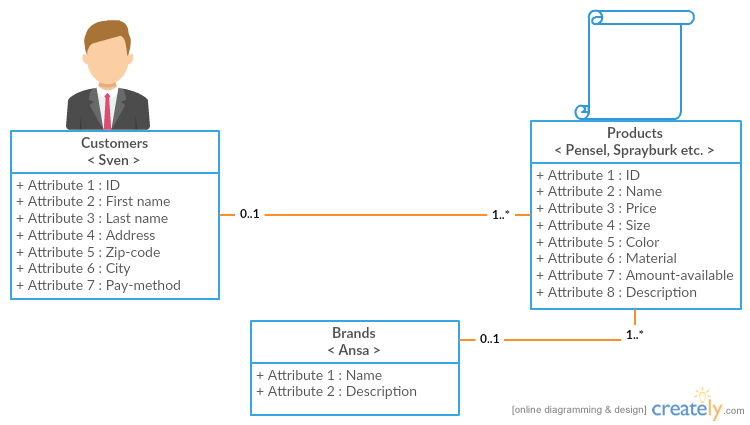 Customers
< Sven >
+ Attribute 1 : ID
+ Attribute 2 : First name
+ Attribute 3 : Last name
+ Attribute 4 : Address
+ Attribute 5 : Zip-code
+ Attribute 6 : City
+ Attribute 7 : Pay-method
0..1
1..*
Products
< Pensel, Sprayburk etc. >
+ Attribute 1 : ID
+ Attribute 2 : Name
+ Attribute 3 : Price
+ Attribute 4 : Size
+ Attribute 5 : Color
+ Attribute 6 : Material
+ Attribute 7 : Amount-available
+ Attribute 8 : Description
1..*
0..1
Brands
< Ansa >
+ Attribute 1 : Name
+ Attribute 2 : Description
[online diagramming & design] creately.com